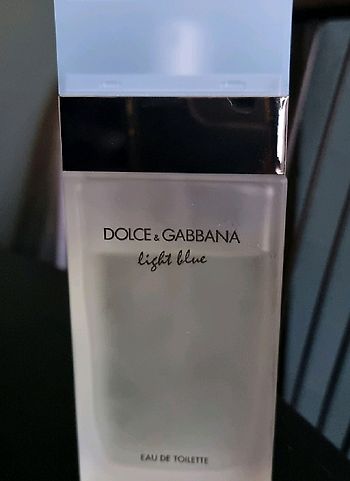 DOLCE & GABBANA
light blue
EAU DE TOILETTE